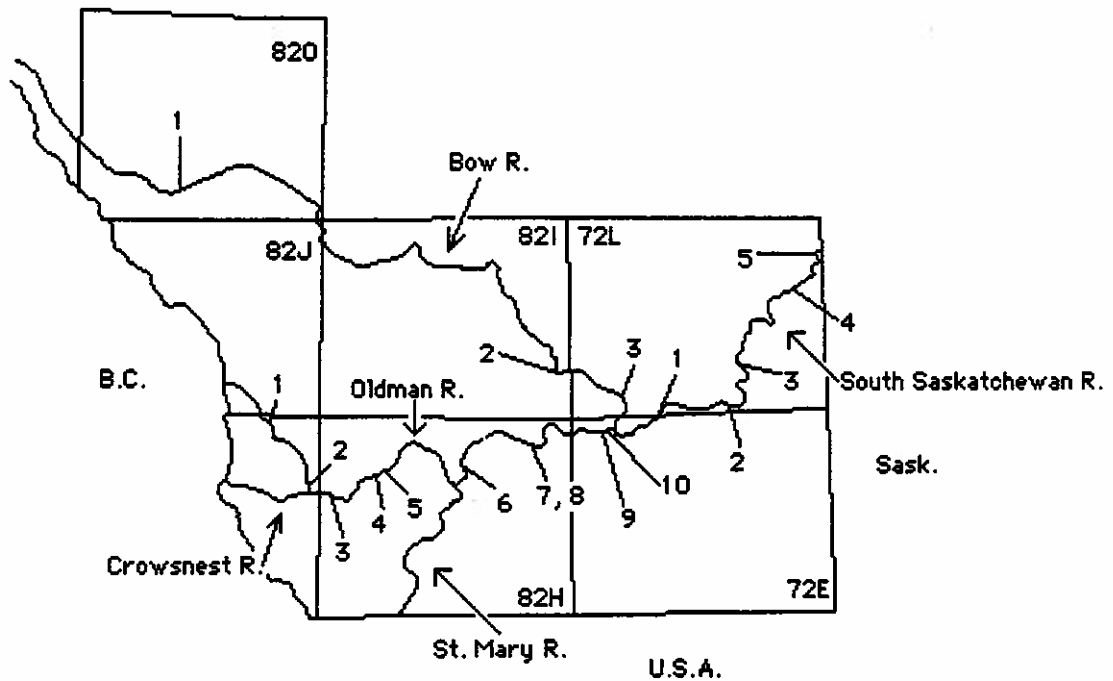 82O
1
Bow R.
82J
82I
72L
5
4
2
3
1
3
South Saskatchewan R.
B.C.
1
Oldman R.
2
2
Sask.
3
4
5
6
7, 8
9
10
Crowsnest R.
82H
72E
St. Mary R.
U.S.A.